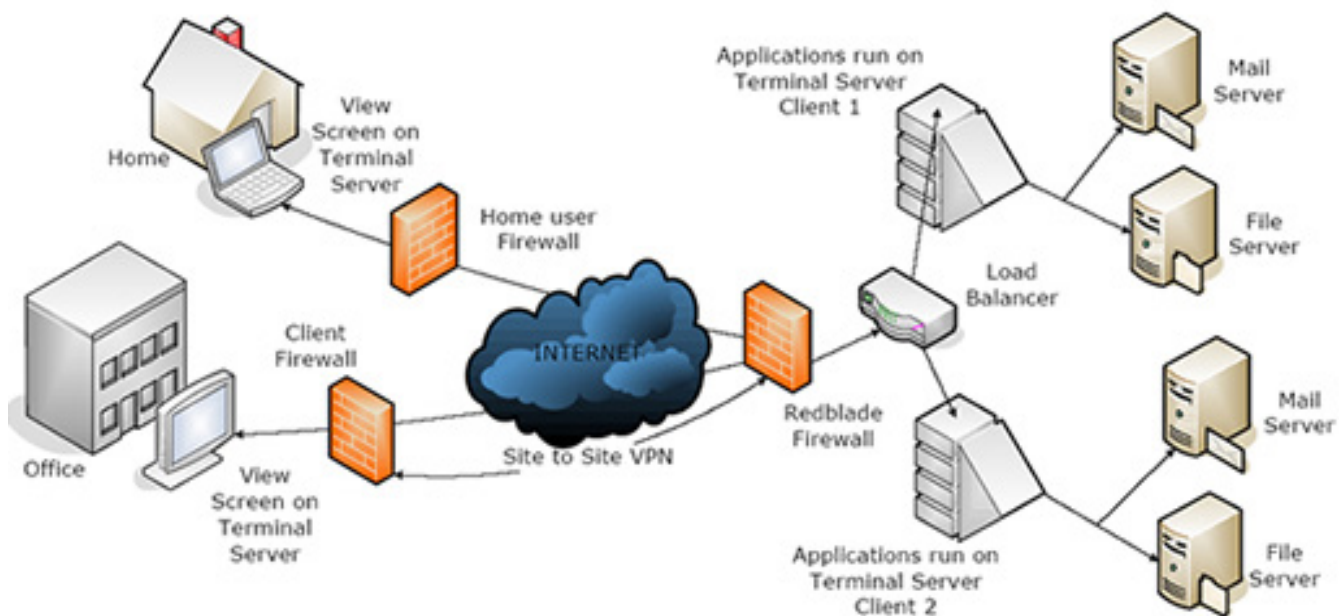 Applications run on
Terminal Server
Client 1
Mail
Server
View
Screen on
Terminal
Server
Home
Home user
Firewall
File
Server
Load
Balancer
Client
Firewall
INTERNET
Redblade
Firewall
Mail
Server
Site to Site VPN
Office
View
Screen on
Terminal
Server
Applications run on
Terminal Server
Client 2
File
Server